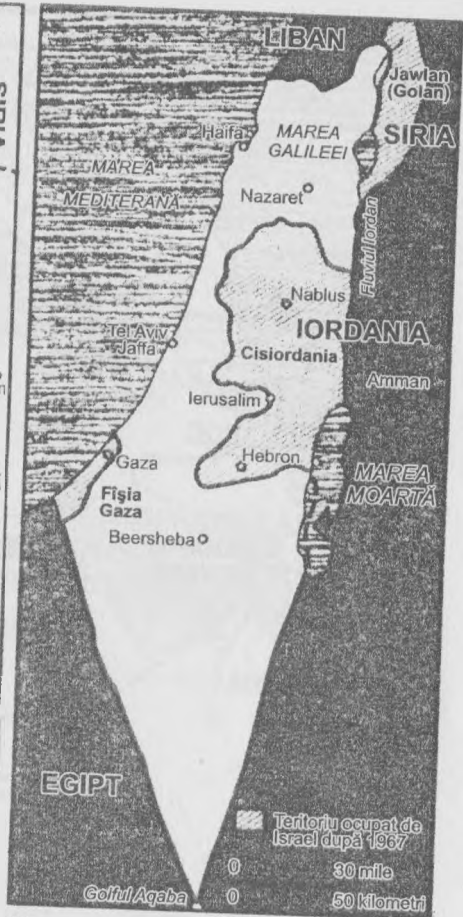 LIBAN
Jawlan
(Golan)
SIRIA
Haifa
MAREA
GALILEEI
MAREA
MEDITERANĂ
Nazaret
Fluviul Iordan
Nablus
IORDANIA
Tel Aviv
Jaffa
Cisiordania
Amman
Ierusalim
Hebron
Gaza
MAREA
MOARTĂ
Fîşia
Gaza
Beersheba
EGIPT
Teritoriu ocupat de
Israel după 1967
0 30 mile
Golful Aqaba
0 50 kilometri